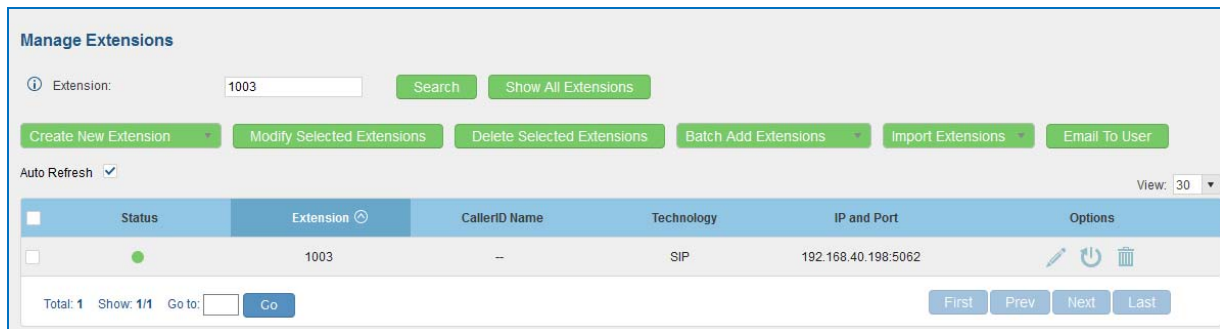 Manage Extensions
Extension: 1003 Search Show All Extensions
Create New Extension Modify Selected Extensions Delete Selected Extensions Batch Add Extensions Import Extensions Email To User
Auto Refresh
View: 30
Status Extension CallerID Name Technology IP and Port Options
1003 -- SIP 192.168.40.198:5062
Total: 1 Show: 1/1 Go to: Go First Prev Next Last